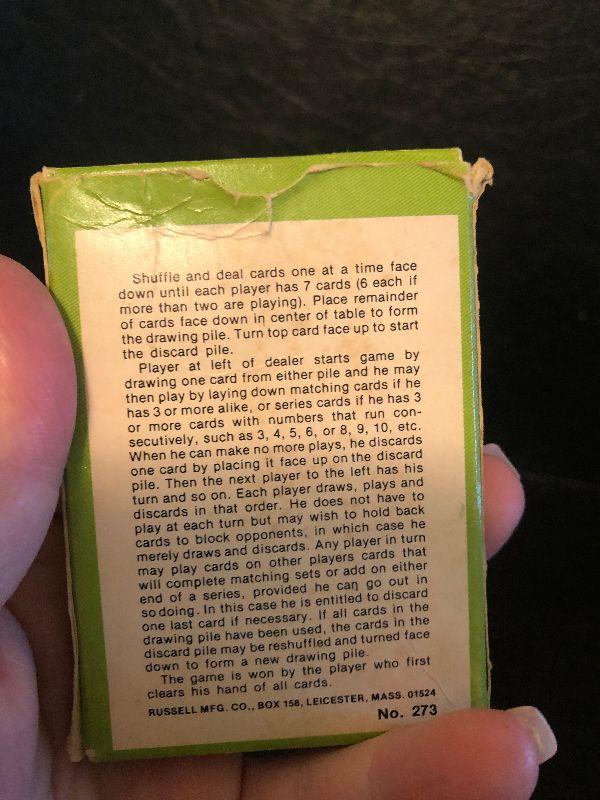 Shuffle and deal cards one at a time face
down until each player has 7 cards (6 each if
more than two are playing). Place remainder
of cards face down in center of table to form
the drawing pile. Turn top card face up to start
the discard pile.
Player at left of dealer starts game by
drawing one card from either pile and he may
then play by laying down matching cards if he
has 3 or more alike, or series cards if he has 3
or more cards with numbers that run con-
secutively, such as 3, 4, 5, 6, or 8, 9, 10, etc.
When he can make no more plays, he discards
one card by placing it face up on the discard
pile. Then the next player to the left has his
turn and so on. Each player draws, plays and
discards in that order. He does not have to
play at each turn but may wish to hold back
cards to block opponents, in which case he
merely draws and discards. Any player in turn
may play cards on other players cards that
will complete matching sets or add on either
end of a series, provided he can go out in
so doing. In this case he is entitled to discard
one last card if necessary. If all cards in the
drawing pile have been used, the cards in the
discard pile may be reshuffled and turned face
down to form a new drawing pile.
The game is won by the player who first
clears his hand of all cards.
RUSSELL MFG. CO., BOX 158, LEICESTER, MASS. 01524
No. 273